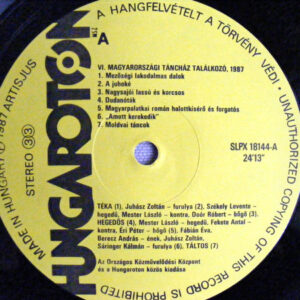 A HANGFELVÉTELT A TÖRVÉNY VÉDI · UNAUTHORIZED COPYING OF THIS RECORD IS PROHIBITED
MADE IN HUNGARY Ⓟ 1987 ARTISJUS
STEREO 33
HUNGAROTON
A
VI. MAGYARORSZÁGI TÁNCHÁZ TALÁLKOZÓ, 1987
1. Mezőségi lakodalmas dalok
2. A juhoké
3. Nagysajói lassú és korcsos
4. Dudanóták
5. Magyarpalatkai román halottkísérő és forgatós
6. „Amott kerekedik"
7. Moldvai táncok
SLPX 18144-A
24'13"
TÉKA (1), Juhász Zoltán – furulya (2), Székely Levente –
hegedű, Mester László – kontra, Doór Róbert – bőgő (3),
HEGEDŐS (4), Mester László – hegedű, Fekete Antal
– kontra, Éri Péter – bőgő (5), Fábián Éva,
Berecz András – ének, Juhász Zoltán,
Sáringer Kálmán – furulya (6), TÁLTOS (7)
Az Országos Közművelődési Központ
és a Hungaroton közös kiadása